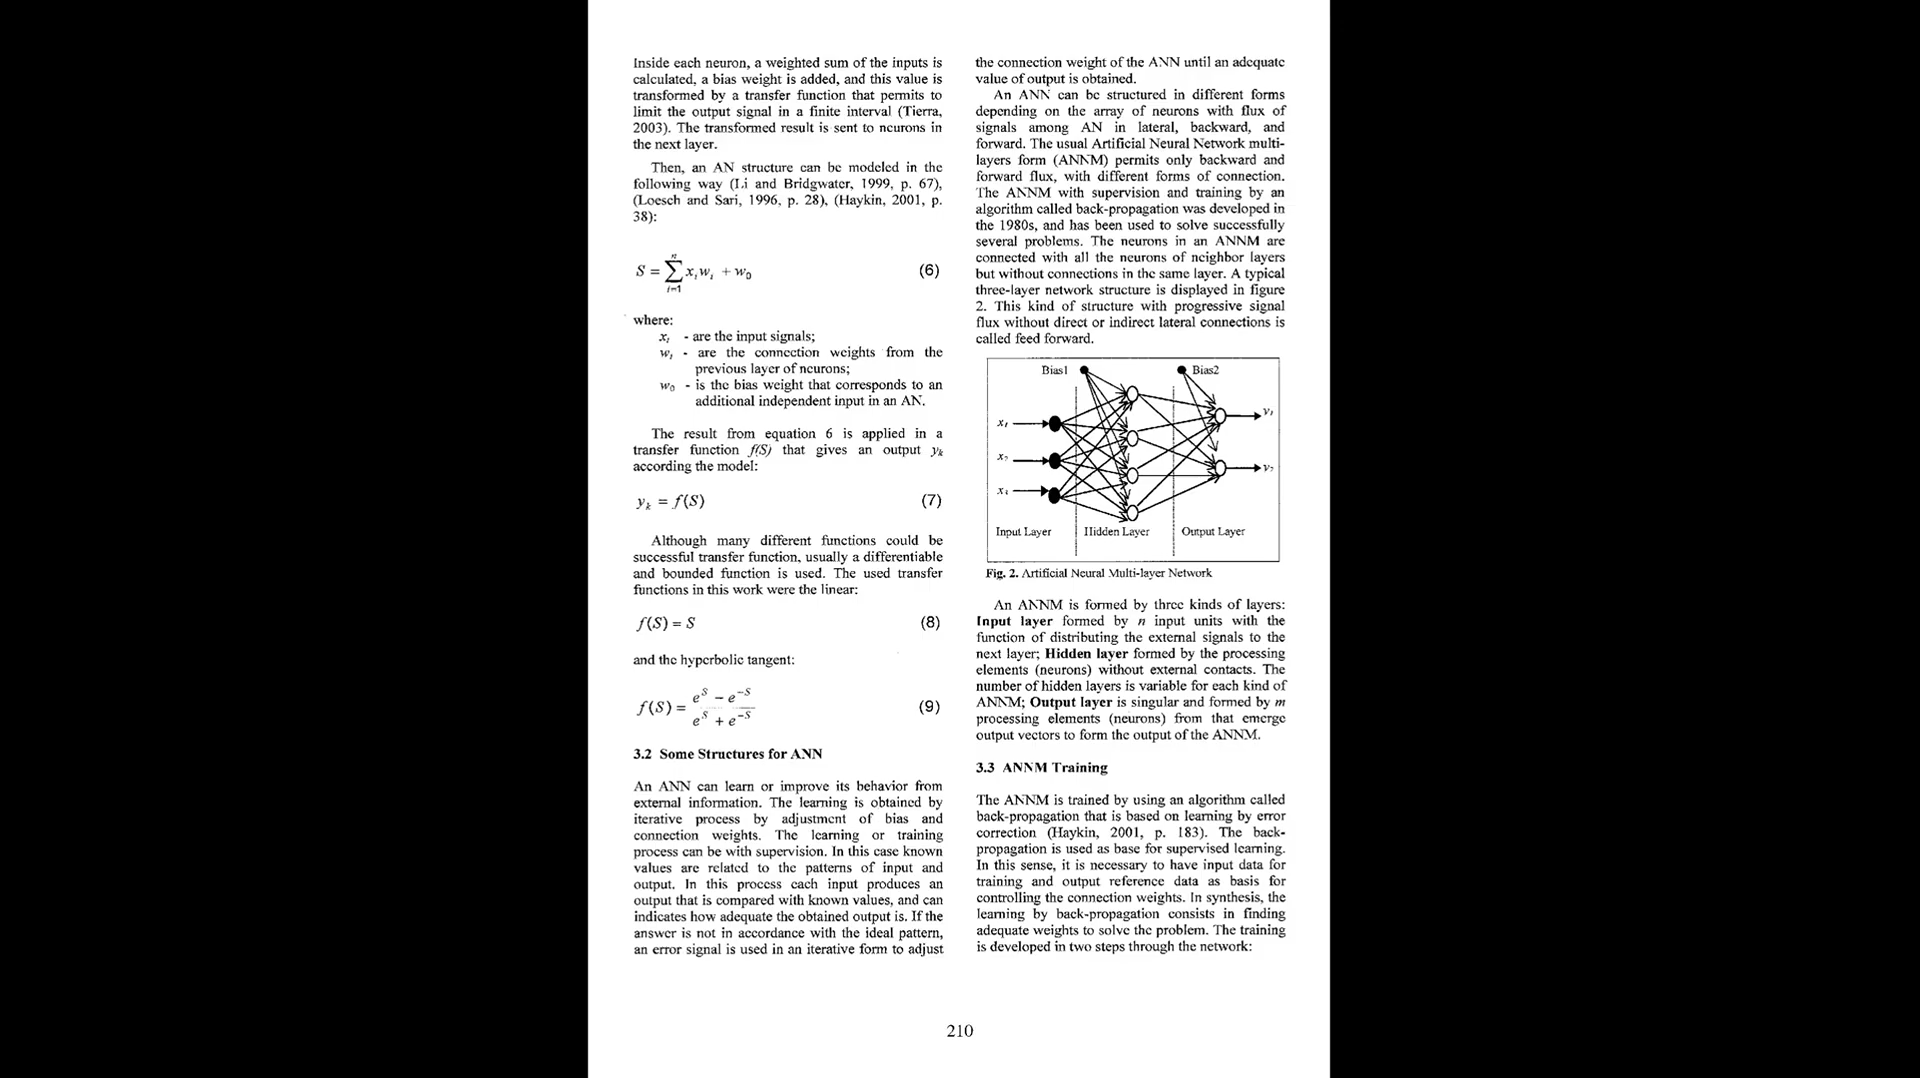 Inside each neuron, a weighted sum of the inputs is
calculated, a bias weight is added, and this value is
transformed by a transfer function that permits to
limit the output signal in a finite interval (Tierra,
2003). The transformed result is sent to neurons in
the next layer.
Then, an AN structure can be modeled in the
following way (Li and Bridgwater, 1999, p. 67),
(Loesch and Sari, 1996, p. 28), (Haykin, 2001, p.
38):
S = ∑ᵢ₌₁ⁿ xᵢwᵢ + w₀ (6)
where:
xᵢ - are the input signals;
wᵢ - are the connection weights from the
previous layer of neurons;
w₀ - is the bias weight that corresponds to an
additional independent input in an AN.
The result from equation 6 is applied in a
transfer function f(S) that gives an output yₖ
according the model:
yₖ = f(S) (7)
Although many different functions could be
successful transfer function, usually a differentiable
and bounded function is used. The used transfer
functions in this work were the linear:
f(S) = S (8)
and the hyperbolic tangent:
f(S) = (e^S − e^−S) / (e^S + e^−S) (9)
3.2 Some Structures for ANN
An ANN can learn or improve its behavior from
external information. The learning is obtained by
iterative process by adjustment of bias and
connection weights. The learning or training
process can be with supervision. In this case known
values are related to the patterns of input and
output. In this process each input produces an
output that is compared with known values, and can
indicates how adequate the obtained output is. If the
answer is not in accordance with the ideal pattern,
an error signal is used in an iterative form to adjust
the connection weight of the ANN until an adequate
value of output is obtained.
An ANN can be structured in different forms
depending on the array of neurons with flux of
signals among AN in lateral, backward, and
forward. The usual Artificial Neural Network multi-
layers form (ANNM) permits only backward and
forward flux, with different forms of connection.
The ANNM with supervision and training by an
algorithm called back-propagation was developed in
the 1980s, and has been used to solve successfully
several problems. The neurons in an ANNM are
connected with all the neurons of neighbor layers
but without connections in the same layer. A typical
three-layer network structure is displayed in figure
2. This kind of structure with progressive signal
flux without direct or indirect lateral connections is
called feed forward.
Bias1 Bias2
x₁ y₁
x₂ y₂
x₃
Input Layer Hidden Layer Output Layer
Fig. 2. Artificial Neural Multi-layer Network
An ANNM is formed by three kinds of layers:
Input layer formed by n input units with the
function of distributing the external signals to the
next layer; Hidden layer formed by the processing
elements (neurons) without external contacts. The
number of hidden layers is variable for each kind of
ANNM; Output layer is singular and formed by m
processing elements (neurons) from that emerge
output vectors to form the output of the ANNM.
3.3 ANNM Training
The ANNM is trained by using an algorithm called
back-propagation that is based on learning by error
correction (Haykin, 2001, p. 183). The back-
propagation is used as base for supervised learning.
In this sense, it is necessary to have input data for
training and output reference data as basis for
controlling the connection weights. In synthesis, the
learning by back-propagation consists in finding
adequate weights to solve the problem. The training
is developed in two steps through the network:
210